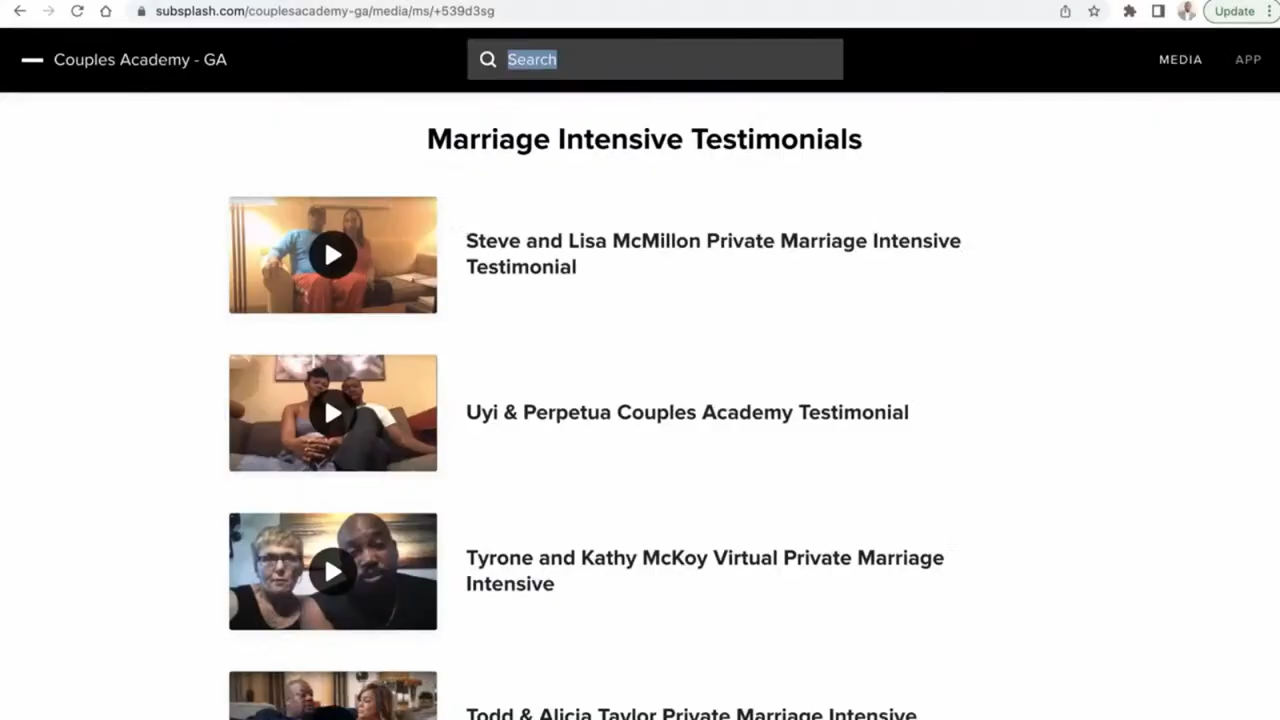 subsplash.com/couplesacademy-ga/media/ms/+539d3sg
Update
Couples Academy - GA
Search
MEDIA
APP
Marriage Intensive Testimonials
Steve and Lisa McMillon Private Marriage Intensive
Testimonial
Uyi & Perpetua Couples Academy Testimonial
Tyrone and Kathy McKoy Virtual Private Marriage
Intensive
Todd & Alicia Taylor Private Marriage Intensive